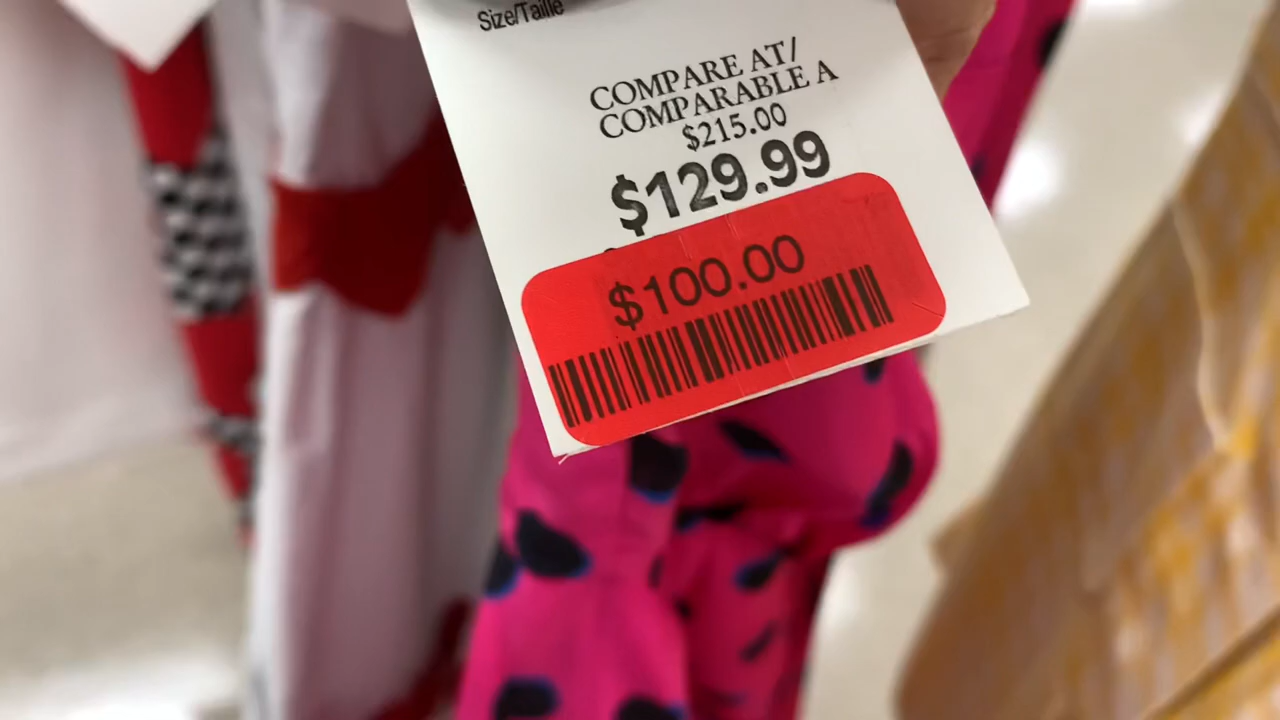 Size/Taille
COMPARE AT/
COMPARABLE A
$215.00
$129.99
$100.00